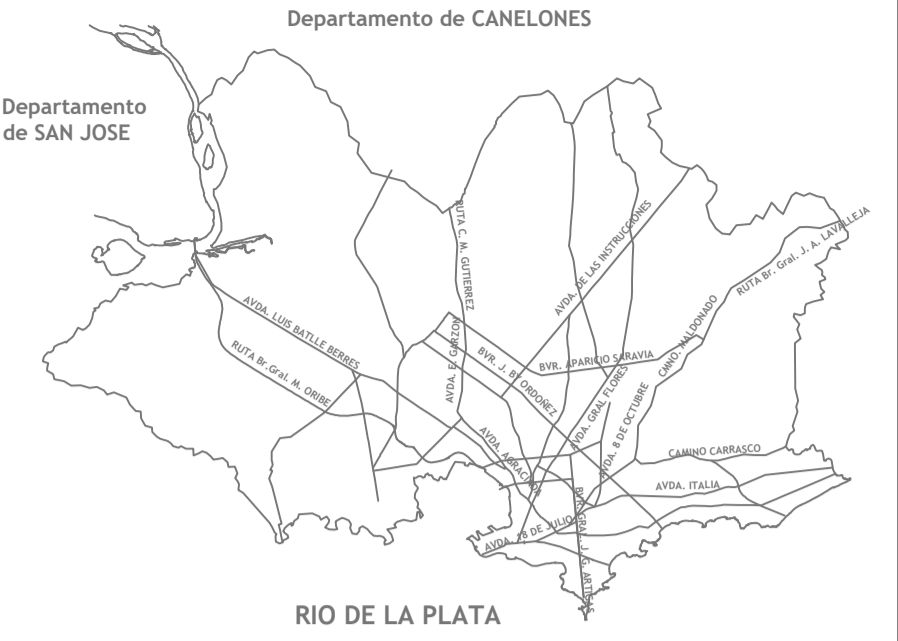 Departamento de CANELONES
Departamento
de SAN JOSE
RUTA C. M. GUTIERREZ
AVDA. DE LAS INSTRUCCIONES
RUTA Br. Gral. J. A. LAVALLEJA
AVDA. LUIS BATLLE BERRES
RUTA Br.Gral. M. ORIBE
AVDA. E. GARZON
BVR. J. BY ORDOÑEZ
BVR. APARICIO SARAVIA
CMNO. MALDONADO
AVDA. GRAL FLORES
AVDA. 8 DE OCTUBRE
AVDA. AGRACIADA
CAMINO CARRASCO
AVDA. ITALIA
AVDA. 18 DE JULIO
BVR. GRAL. J. G. ARTIGAS
RIO DE LA PLATA